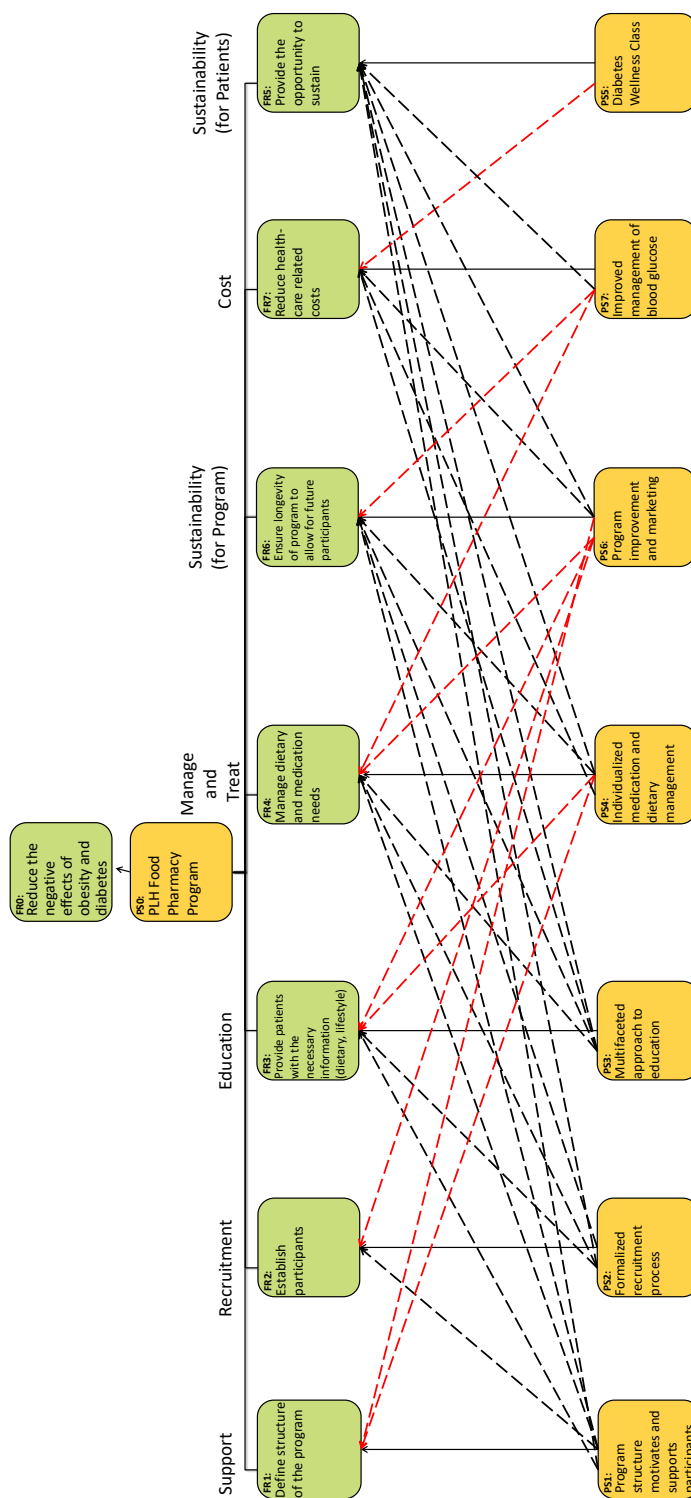 FR0:
Reduce the
negative
effects of
obesity and
diabetes
PS0:
PLH Food
Pharmacy
Program
Support
Recruitment
Education
Manage
and
Treat
Sustainability
(for Program)
Cost
Sustainability
(for Patients)
FR1:
Define structure
of the program
FR2:
Establish
participants
FR3:
Provide patients
with the
necessary
information
(dietary, lifestyle)
FR4:
Manage dietary
and medication
needs
FR6:
Ensure longevity
of program to
allow for future
participants
FR7:
Reduce health-
care related
costs
FR5:
Provide the
opportunity to
sustain
PS1:
Program
structure
motivates and
supports
participants
PS2:
Formalized
recruitment
process
PS3:
Multifaceted
approach to
education
PS4:
Individualized
medication and
dietary
management
PS6:
Program
improvement
and marketing
PS7:
Improved
management of
blood glucose
PS5:
Diabetes
Wellness Class